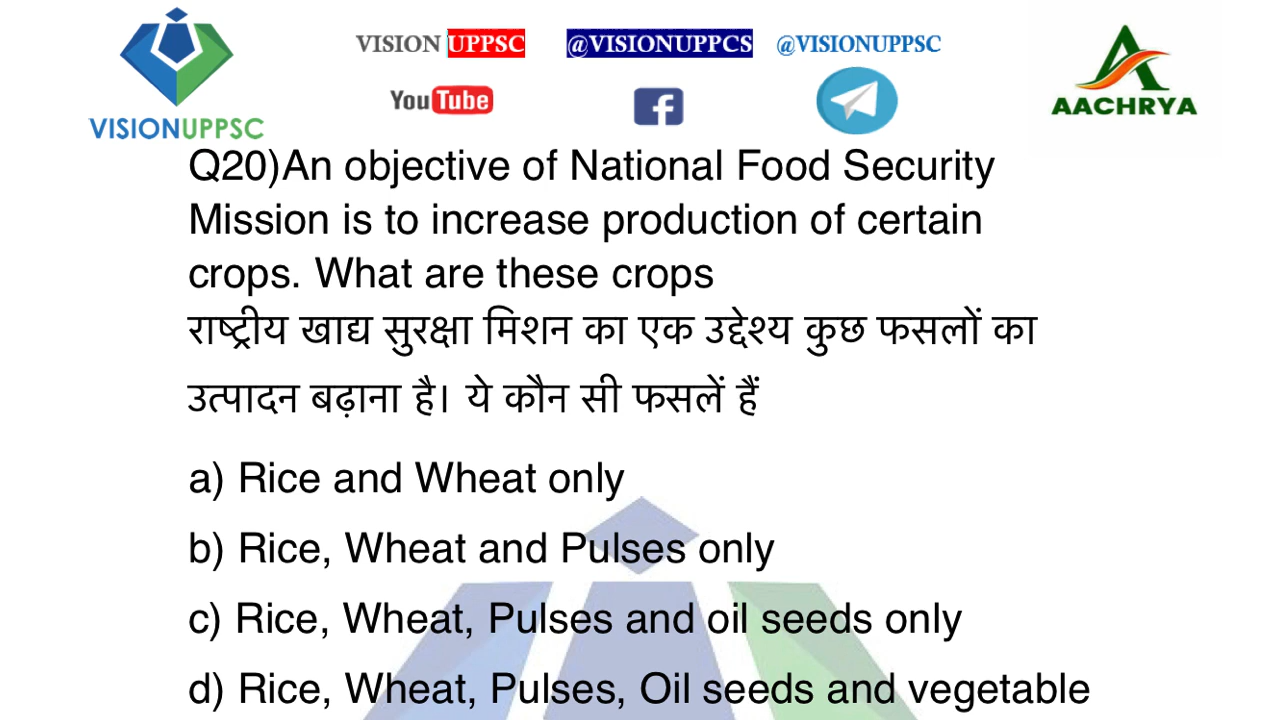 VISION UPPSC @VISIONUPPCS @VISIONUPPSC
YouTube
VISIONUPPSC
AACHRYA
Q20)An objective of National Food Security
Mission is to increase production of certain
crops. What are these crops
राष्ट्रीय खाद्य सुरक्षा मिशन का एक उद्देश्य कुछ फसलों का
उत्पादन बढ़ाना है। ये कौन सी फसलें हैं
a) Rice and Wheat only
b) Rice, Wheat and Pulses only
c) Rice, Wheat, Pulses and oil seeds only
d) Rice, Wheat, Pulses, Oil seeds and vegetable